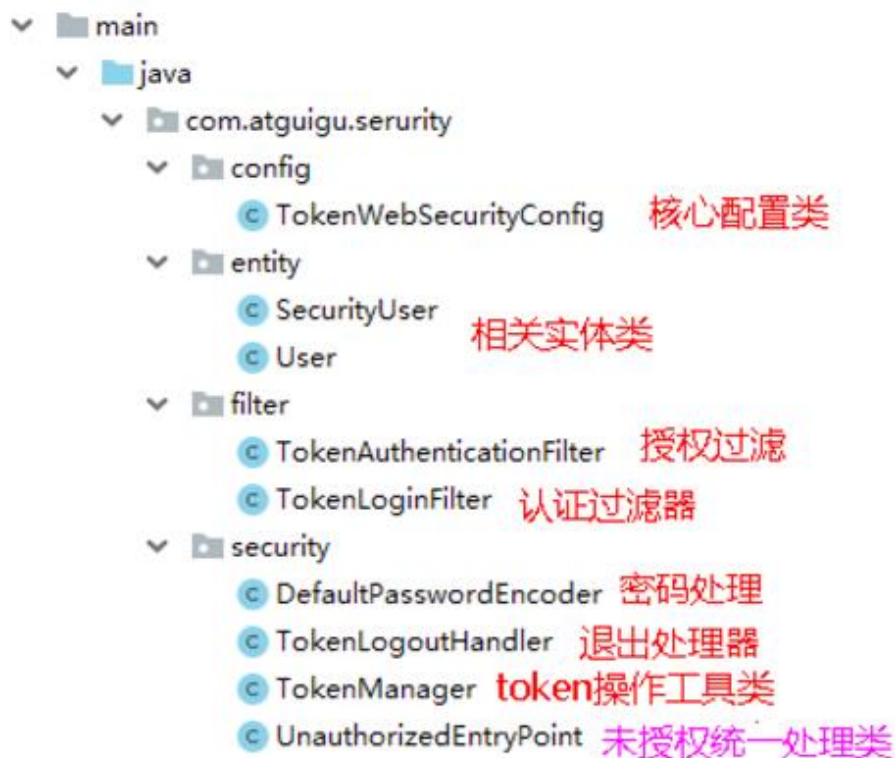 main
java
com.atguigu.serurity
config
TokenWebSecurityConfig 核心配置类
entity
SecurityUser
相关实体类
User
filter
TokenAuthenticationFilter 授权过滤
TokenLoginFilter 认证过滤器
security
DefaultPasswordEncoder 密码处理
TokenLogoutHandler 退出处理器
TokenManager token操作工具类
UnauthorizedEntryPoint 未授权统一处理类